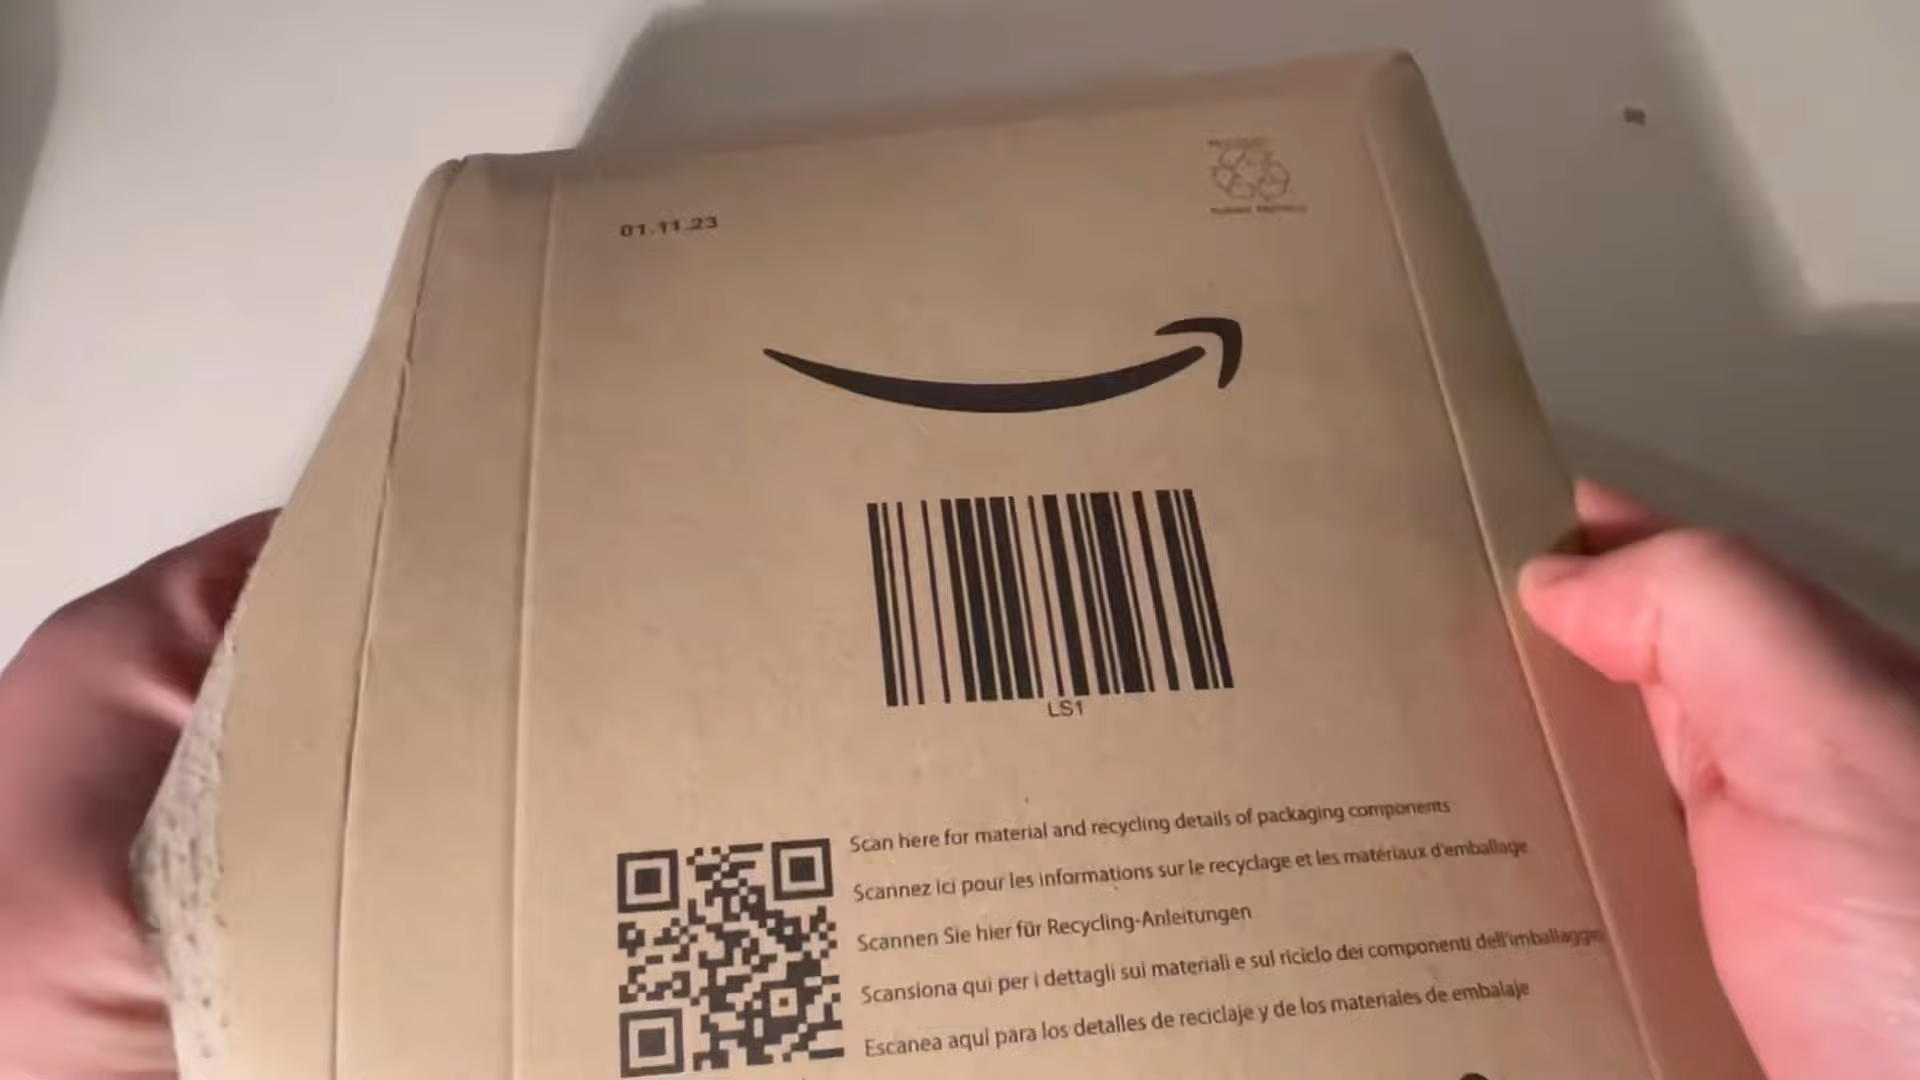 01.11.23
LS1
Scan here for material and recycling details of packaging components
Scannez ici pour les informations sur le recyclage et les matériaux d'emballage
Scannen Sie hier für Recycling-Anleitungen
Scansiona qui per i dettagli sui materiali e sul riciclo dei componenti dell'imballaggio
Escanea aquí para los detalles de reciclaje y de los materiales de embalaje